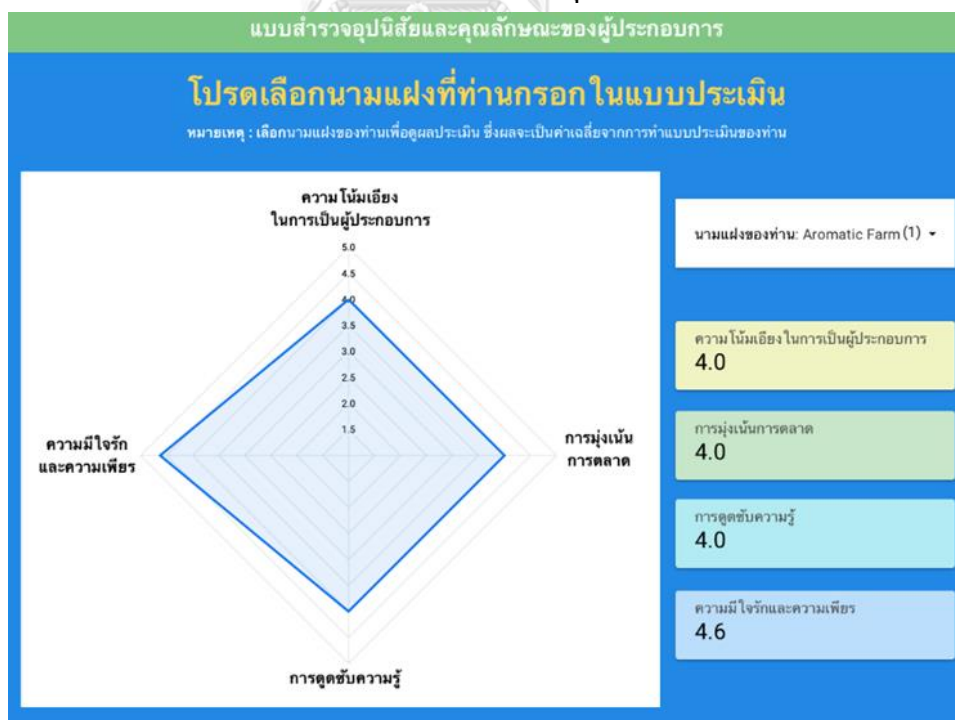 แบบสำรวจอุปนิสัยและคุณลักษณะของผู้ประกอบการ
โปรดเลือกนามแฝงที่ท่านกรอกในแบบประเมิน
หมายเหตุ : เลือกนามแฝงของท่านเพื่อดูผลประเมิน ซึ่งผลจะเป็นค่าเฉลี่ยจากการทำแบบประเมินของท่าน
ความโน้มเอียง
ในการเป็นผู้ประกอบการ
5.0
4.5
4.0
3.5
3.0
2.5
2.0
1.5
ความมีใจรัก
และความเพียร
การมุ่งเน้น
การตลาด
การดูดซับความรู้
นามแฝงของท่าน: Aromatic Farm (1)
ความโน้มเอียงในการเป็นผู้ประกอบการ
4.0
การมุ่งเน้นการตลาด
4.0
การดูดซับความรู้
4.0
ความมีใจรักและความเพียร
4.6